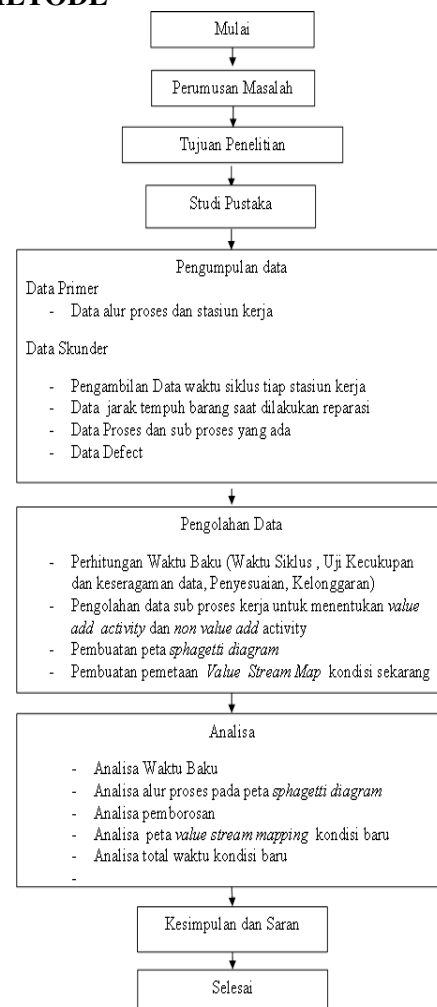 METODE
Mulai
Perumusan Masalah
Tujuan Penelitian
Studi Pustaka
Pengumpulan data
Data Primer
- Data alur proses dan stasiun kerja
Data Skunder
- Pengambilan Data waktu siklus tiap stasiun kerja
- Data jarak tempuh barang saat dilakukan reparasi
- Data Proses dan sub proses yang ada
- Data Defect
Pengolahan Data
- Perhitungan Waktu Baku (Waktu Siklus , Uji Kecukupan
dan keseragaman data, Penyesuaian, Kelonggaran)
- Pengolahan data sub proses kerja untuk menentukan value
add activity dan non value add activity
- Pembuatan peta sphagetti diagram
- Pembuatan pemetaan Value Stream Map kondisi sekarang
Analisa
- Analisa Waktu Baku
- Analisa alur proses pada peta sphagetti diagram
- Analisa pemborosan
- Analisa peta value stream mapping kondisi baru
- Analisa total waktu kondisi baru
-
Kesimpulan dan Saran
Selesai